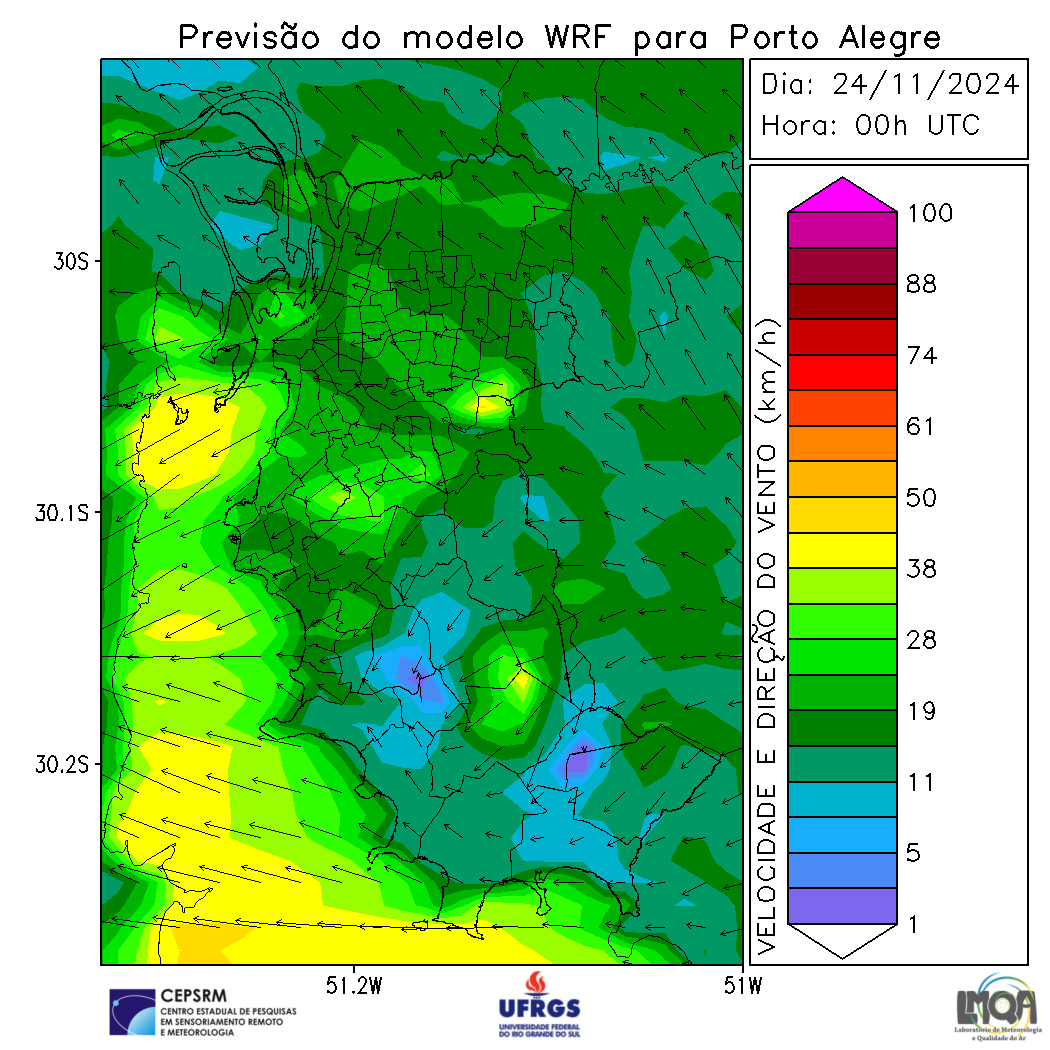 Previsão do modelo WRF para Porto Alegre
Dia: 24/11/2024
Hora: 00h UTC
30S
30.1S
30.2S
51.2W
51W
VELOCIDADE E DIREÇÃO DO VENTO (km/h)
100
88
74
61
50
38
28
19
11
5
1
CEPSRM
CENTRO ESTADUAL DE PESQUISAS
EM SENSORIAMENTO REMOTO
E METEOROLOGIA
UFRGS
UNIVERSIDADE FEDERAL
DO RIO GRANDE DO SUL
LMQA
Laboratório de Meteorologia
e Qualidade do Ar